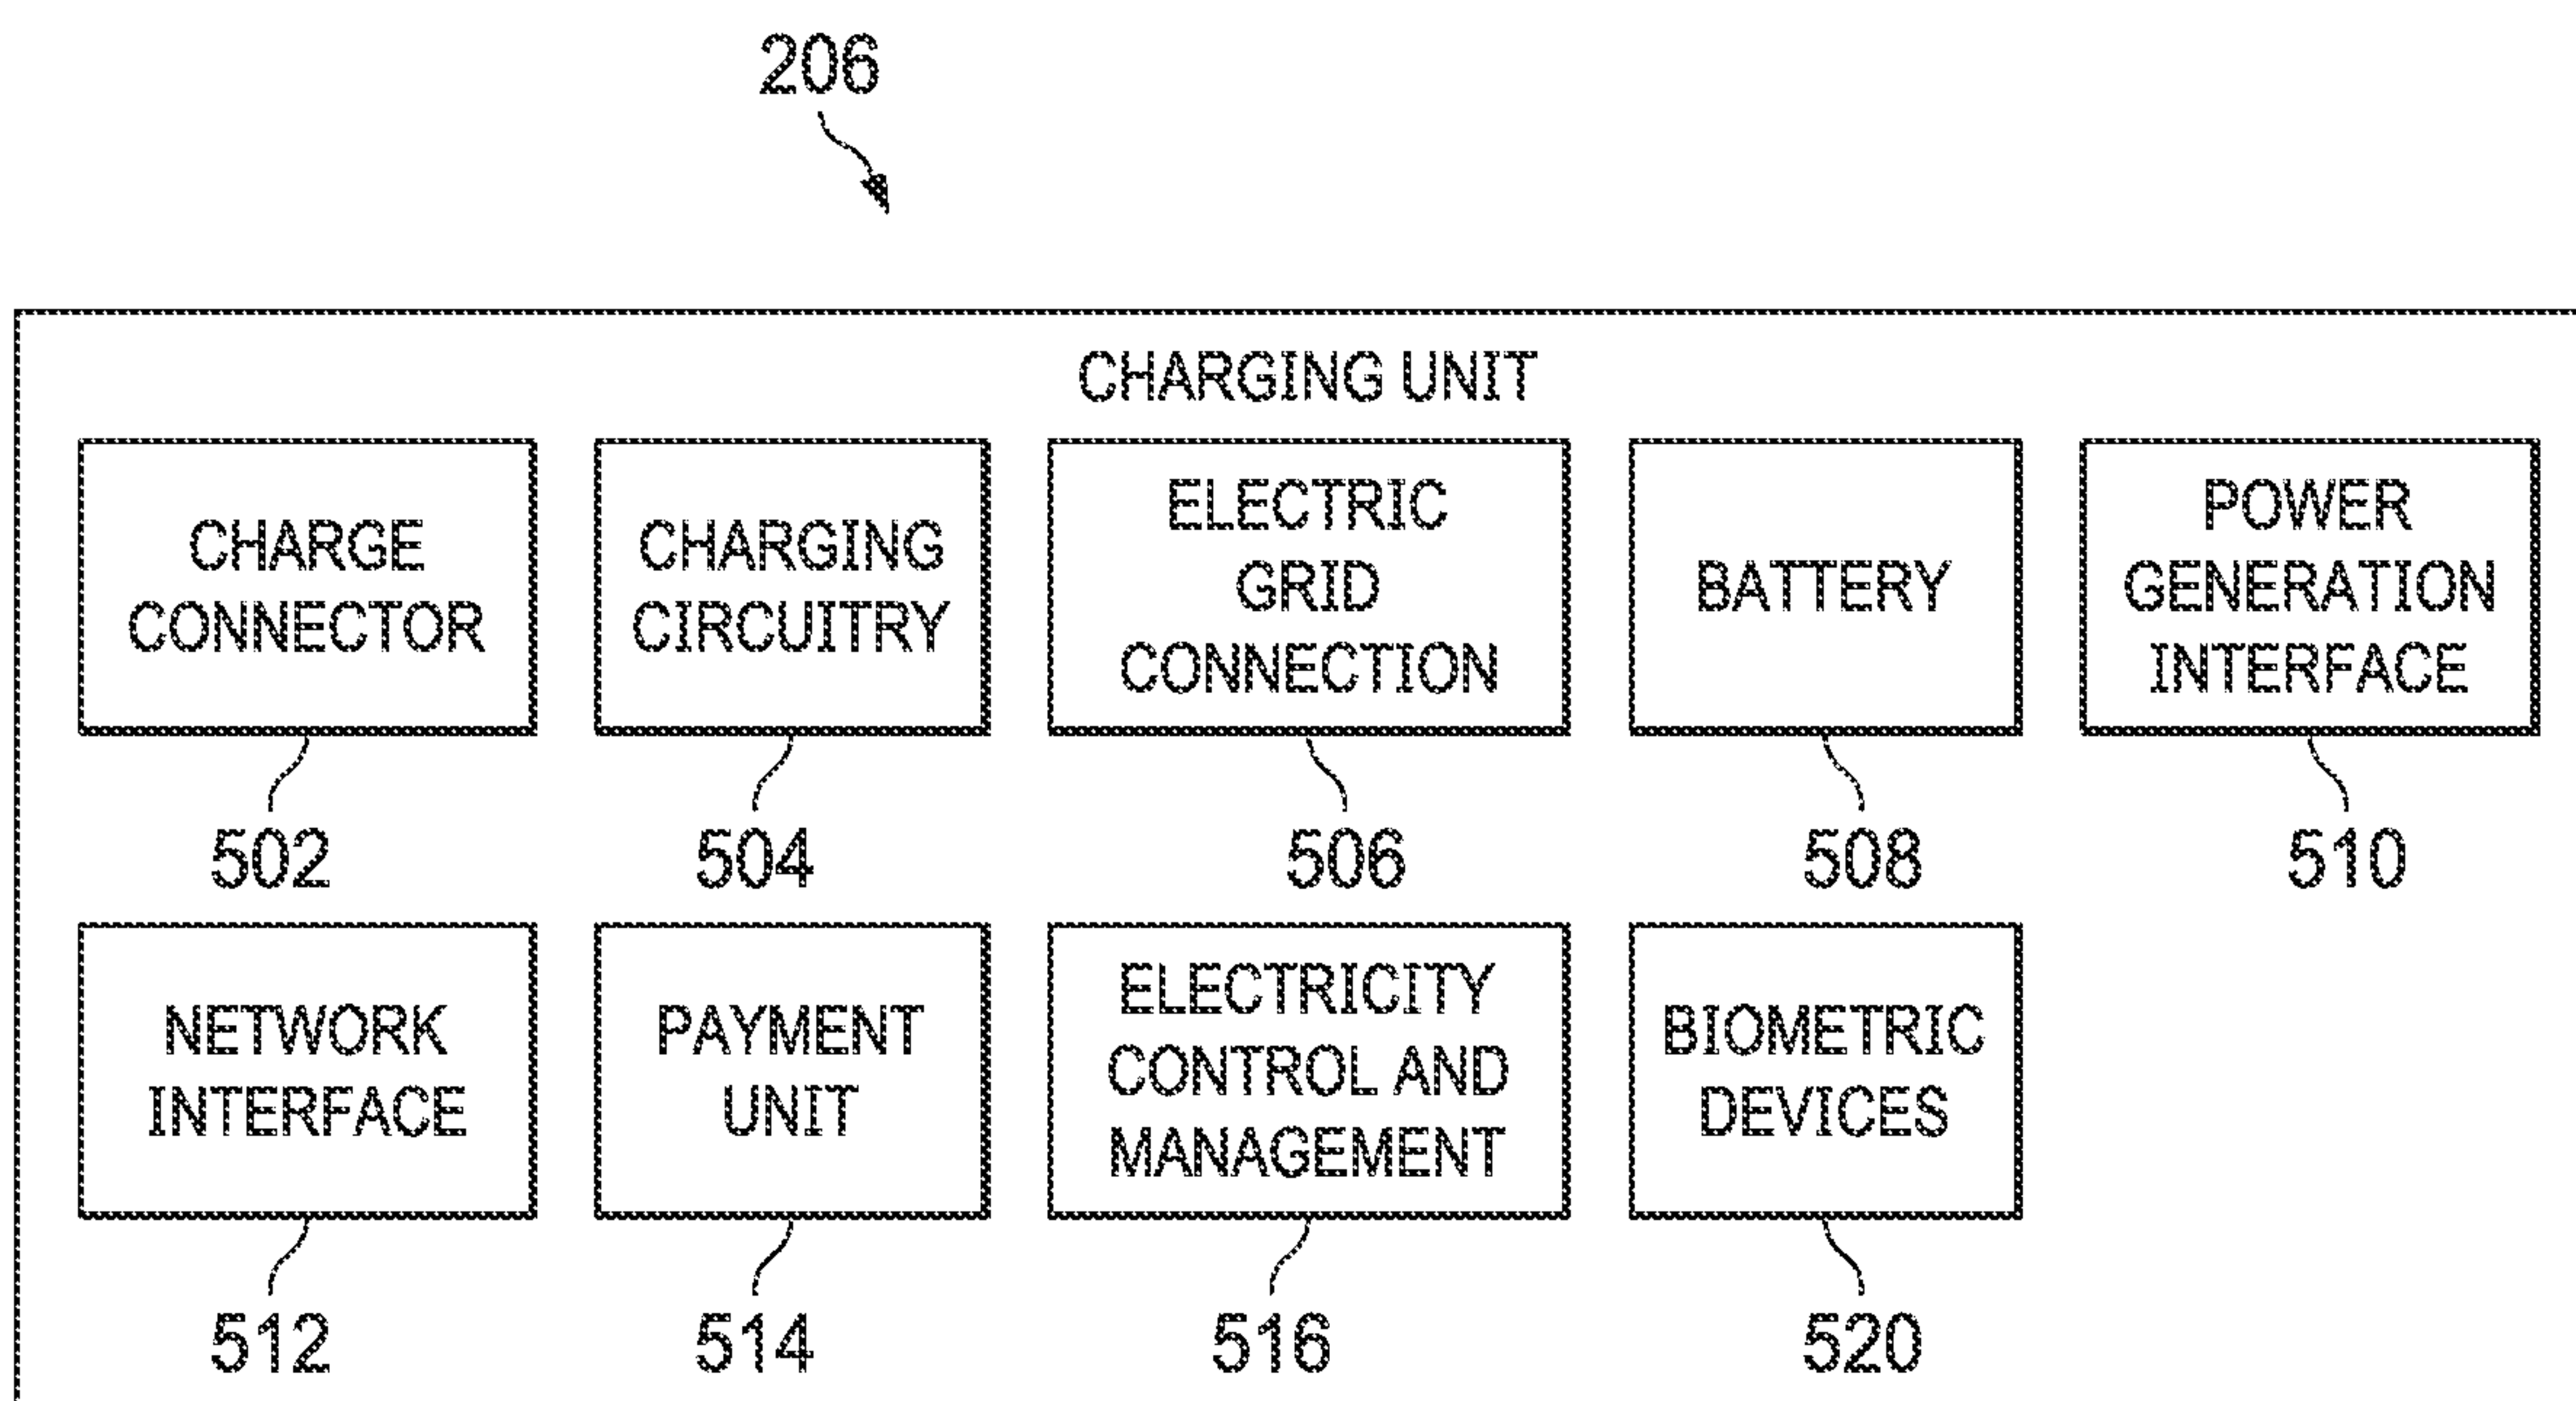 206
CHARGING UNIT
CHARGE
CONNECTOR
CHARGING
CIRCUITRY
ELECTRIC
GRID
CONNECTION
BATTERY
POWER
GENERATION
INTERFACE
502
504
506
508
510
NETWORK
INTERFACE
PAYMENT
UNIT
ELECTRICITY
CONTROL AND
MANAGEMENT
BIOMETRIC
DEVICES
512
514
516
520